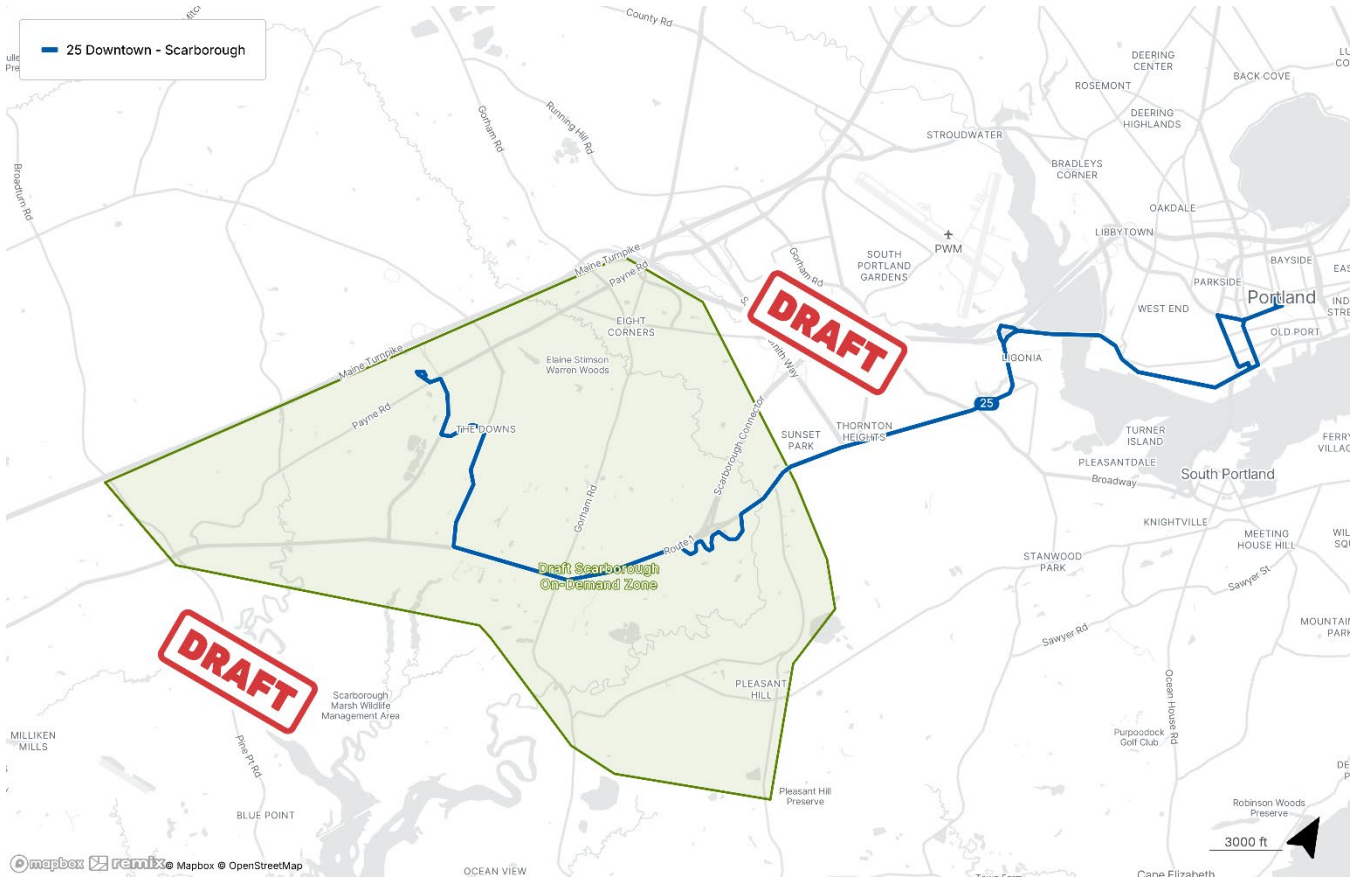 25 Downtown - Scarborough
County Rd
DEERING
CENTER
BACK COVE
ROSEMONT
DEERING
HIGHLANDS
STROUDWATER
Gorham Rd
Running Hill Rd
BRADLEYS
CORNER
Broadturn Rd
OAKDALE
LIBBYTOWN
PWM
Maine Turnpike
Payne Rd
Gorham Rd
SOUTH
PORTLAND
GARDENS
BAYSIDE
PARKSIDE
Portland
WEST END
OLD PORT
EIGHT
CORNERS
DRAFT
Maine Turnpike
Elaine Stimson
Warren Woods
LIGONIA
25
Payne Rd
THE DOWNS
Scarborough Connector
SUNSET
PARK
THORNTON
HEIGHTS
TURNER
ISLAND
PLEASANTDALE
South Portland
Broadway
Gorham Rd
KNIGHTVILLE
MEETING
HOUSE HILL
Route 1
Draft Scarborough
On-Demand Zone
STANWOOD
PARK
Sawyer St
Sawyer Rd
DRAFT
PLEASANT
HILL
Scarborough
Marsh Wildlife
Management Area
Ocean House Rd
MILLIKEN
MILLS
Pine Pt Rd
Purpoodock
Golf Club
Pleasant Hill
Preserve
BLUE POINT
Robinson Woods
Preserve
3000 ft
mapbox remix © Mapbox © OpenStreetMap
OCEAN VIEW
Cape Elizabeth